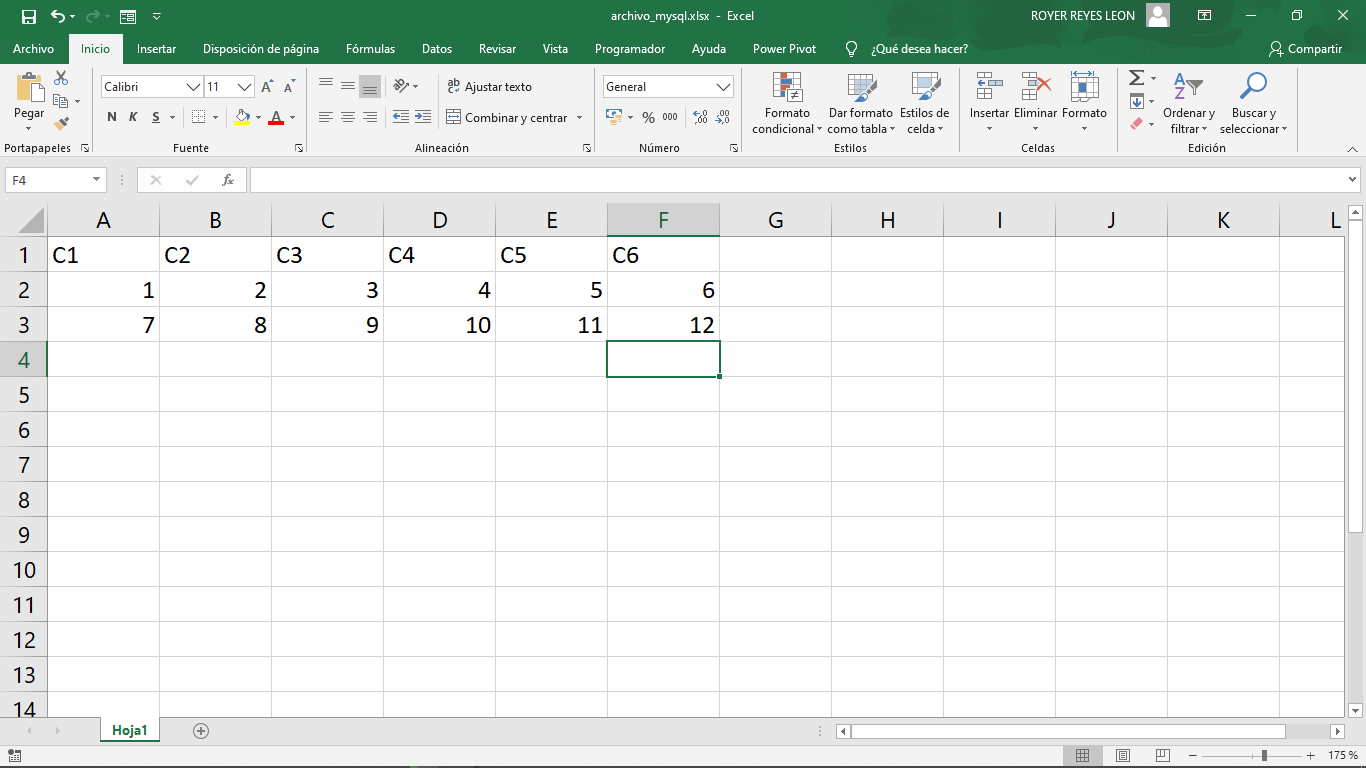 archivo_mysql.xlsx - Excel
ROYER REYES LEON
Archivo Inicio Insertar Disposición de página Fórmulas Datos Revisar Vista Programador Ayuda Power Pivot ¿Qué desea hacer? Compartir
Pegar
Calibri 11
N K S
Ajustar texto
Combinar y centrar
General
% 000
Formato condicional
Dar formato como tabla
Estilos de celda
Insertar Eliminar Formato
Ordenar y filtrar
Buscar y seleccionar
Portapapeles Fuente Alineación Número Estilos Celdas Edición
F4 fx
A B C D E F G H I J K L
1 C1 C2 C3 C4 C5 C6
2 1 2 3 4 5 6
3 7 8 9 10 11 12
4
5
6
7
8
9
10
11
12
13
14
Hoja1
175 %